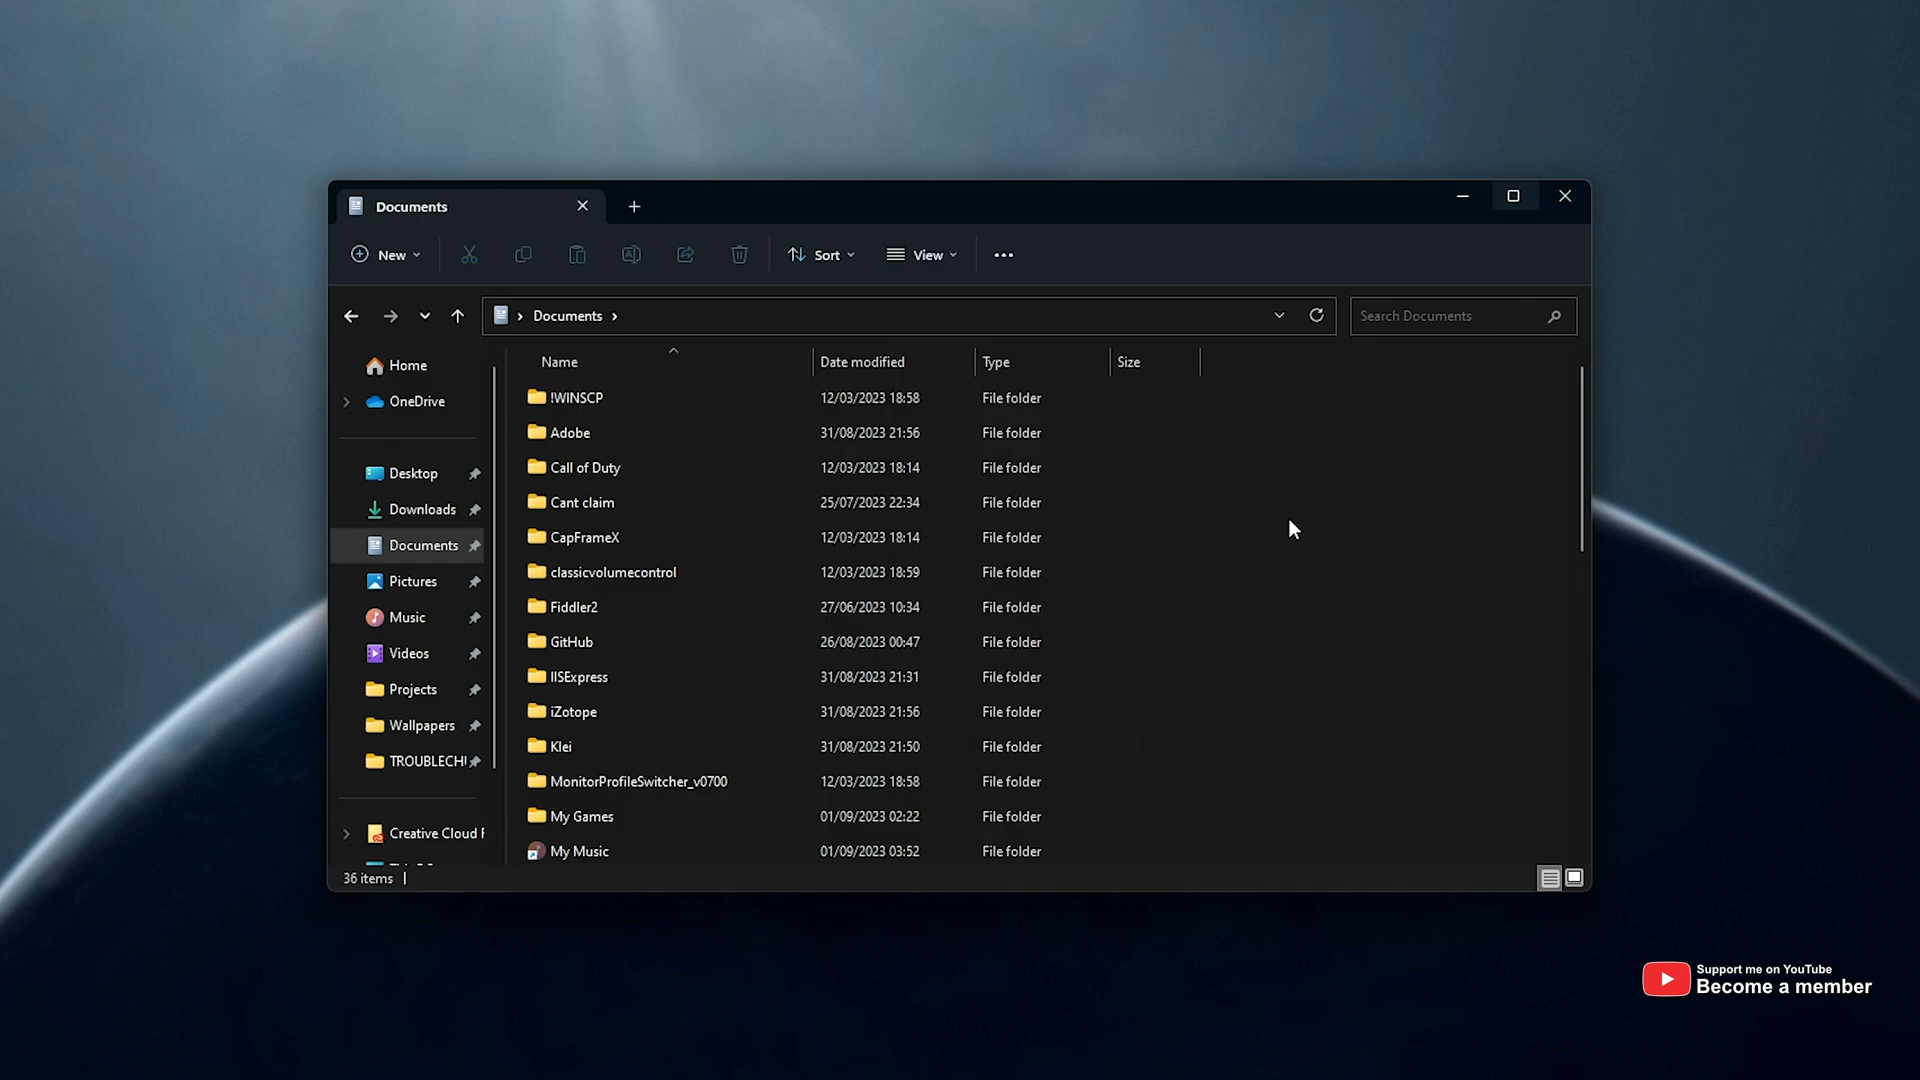 Documents
New
Sort
View
Documents
Search Documents
Home
OneDrive
Desktop
Downloads
Documents
Pictures
Music
Videos
Projects
Wallpapers
TROUBLECH
Creative Cloud F
Name Date modified Type Size
!WINSCP 12/03/2023 18:58 File folder
Adobe 31/08/2023 21:56 File folder
Call of Duty 12/03/2023 18:14 File folder
Cant claim 25/07/2023 22:34 File folder
CapFrameX 12/03/2023 18:14 File folder
classicvolumecontrol 12/03/2023 18:59 File folder
Fiddler2 27/06/2023 10:34 File folder
GitHub 26/08/2023 00:47 File folder
IISExpress 31/08/2023 21:31 File folder
iZotope 31/08/2023 21:56 File folder
Klei 31/08/2023 21:50 File folder
MonitorProfileSwitcher_v0700 12/03/2023 18:58 File folder
My Games 01/09/2023 02:22 File folder
My Music 01/09/2023 03:52 File folder
36 items
Support me on YouTube
Become a member